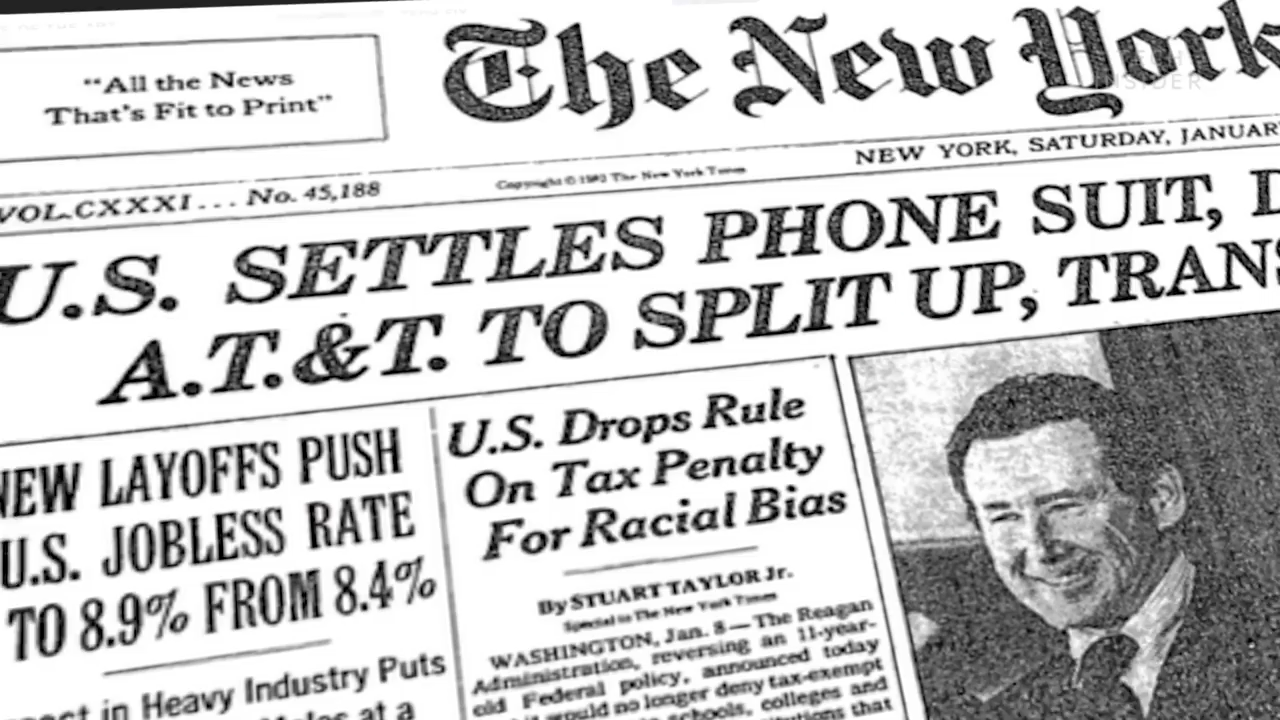 "All the News
That's Fit to Print"
The New York
INSIDER
VOL.CXXXI... No. 45,188
Copyright © 1982 The New York Times
NEW YORK, SATURDAY, JANUAR
U.S. SETTLES PHONE SUIT, D
A.T.&T. TO SPLIT UP, TRANS
NEW LAYOFFS PUSH
U.S. JOBLESS RATE
TO 8.9% FROM 8.4%
in Heavy Industry Puts
at a
U.S. Drops Rule
On Tax Penalty
For Racial Bias
By STUART TAYLOR Jr.
Special to The New York Times
WASHINGTON, Jan. 8—The Reagan
Administration, reversing an 11-year-
old Federal policy, announced today
it would no longer deny tax-exempt
schools, colleges and
that